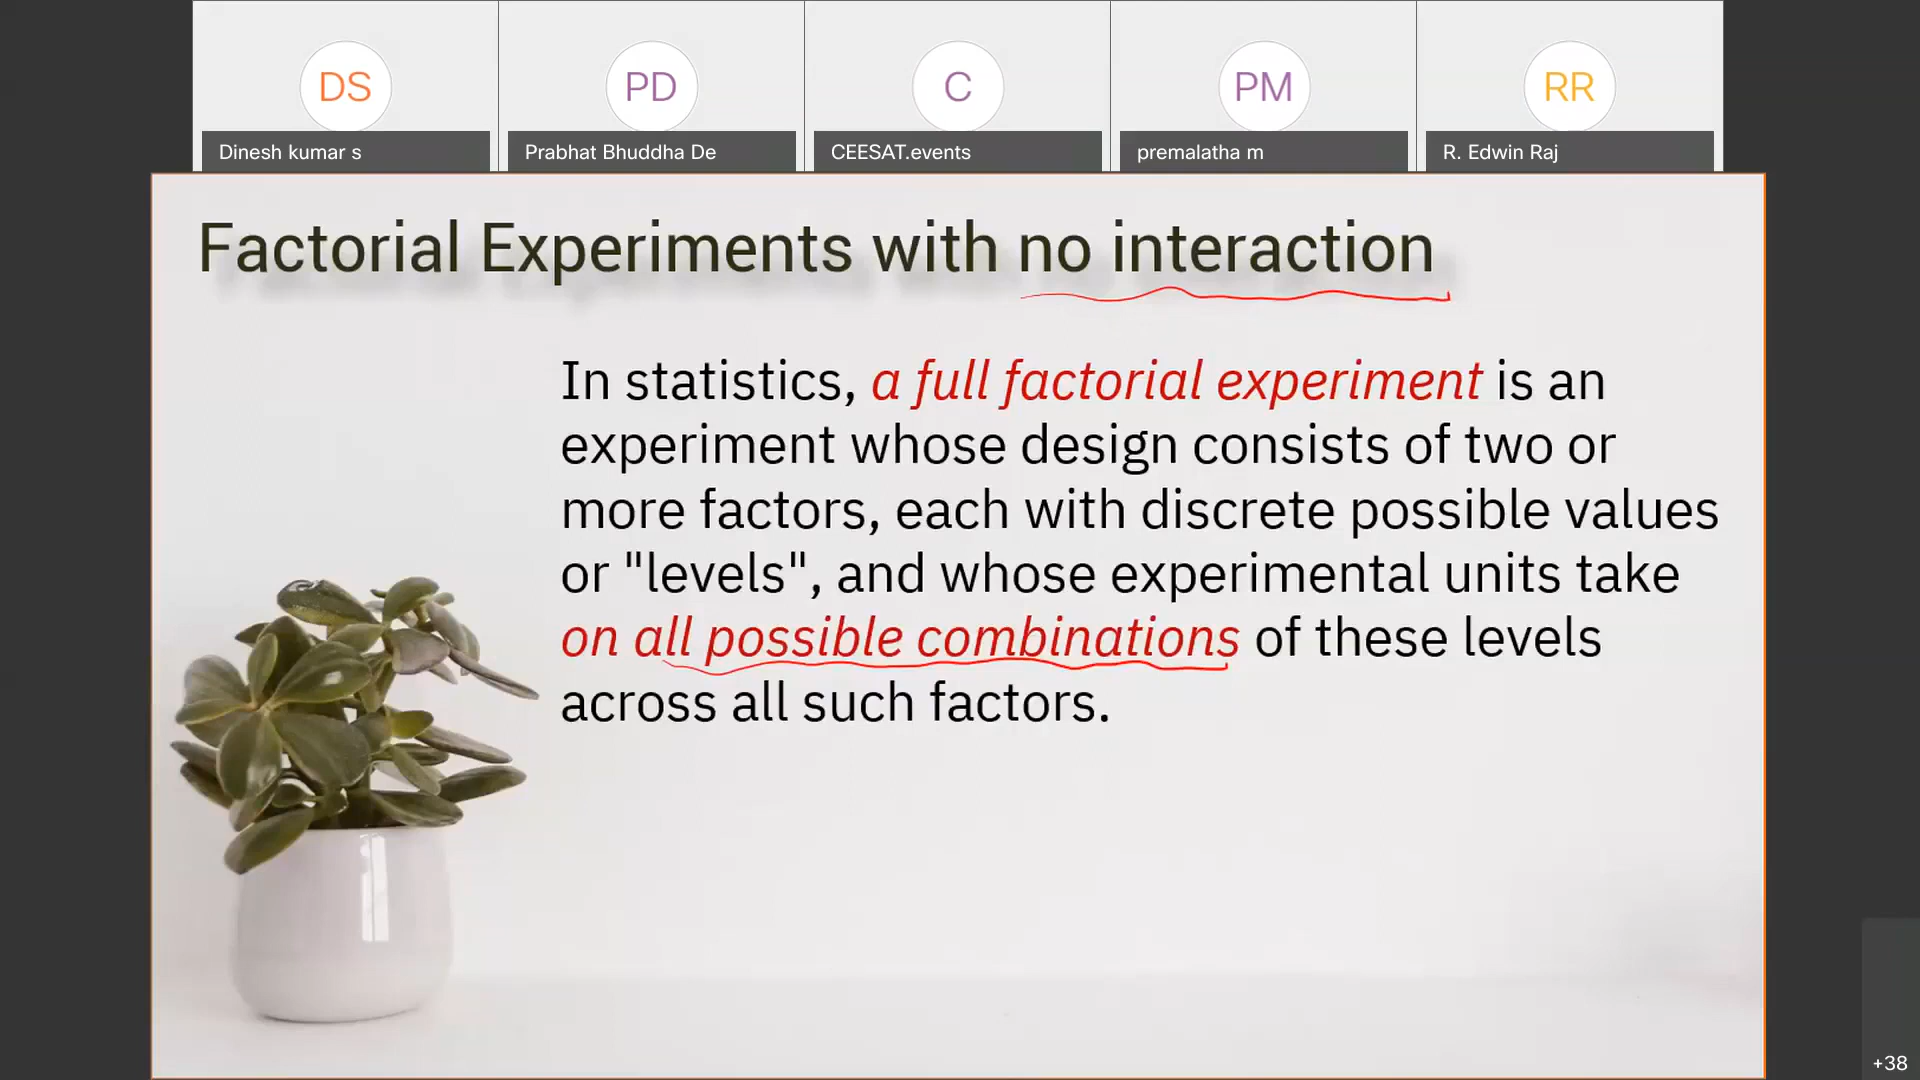 DS
PD
C
PM
RR
Dinesh kumar s
Prabhat Bhuddha De
CEESAT.events
premalatha m
R. Edwin Raj
Factorial Experiments with no interaction
In statistics, a full factorial experiment is an
experiment whose design consists of two or
more factors, each with discrete possible values
or "levels", and whose experimental units take
on all possible combinations of these levels
across all such factors.
+38